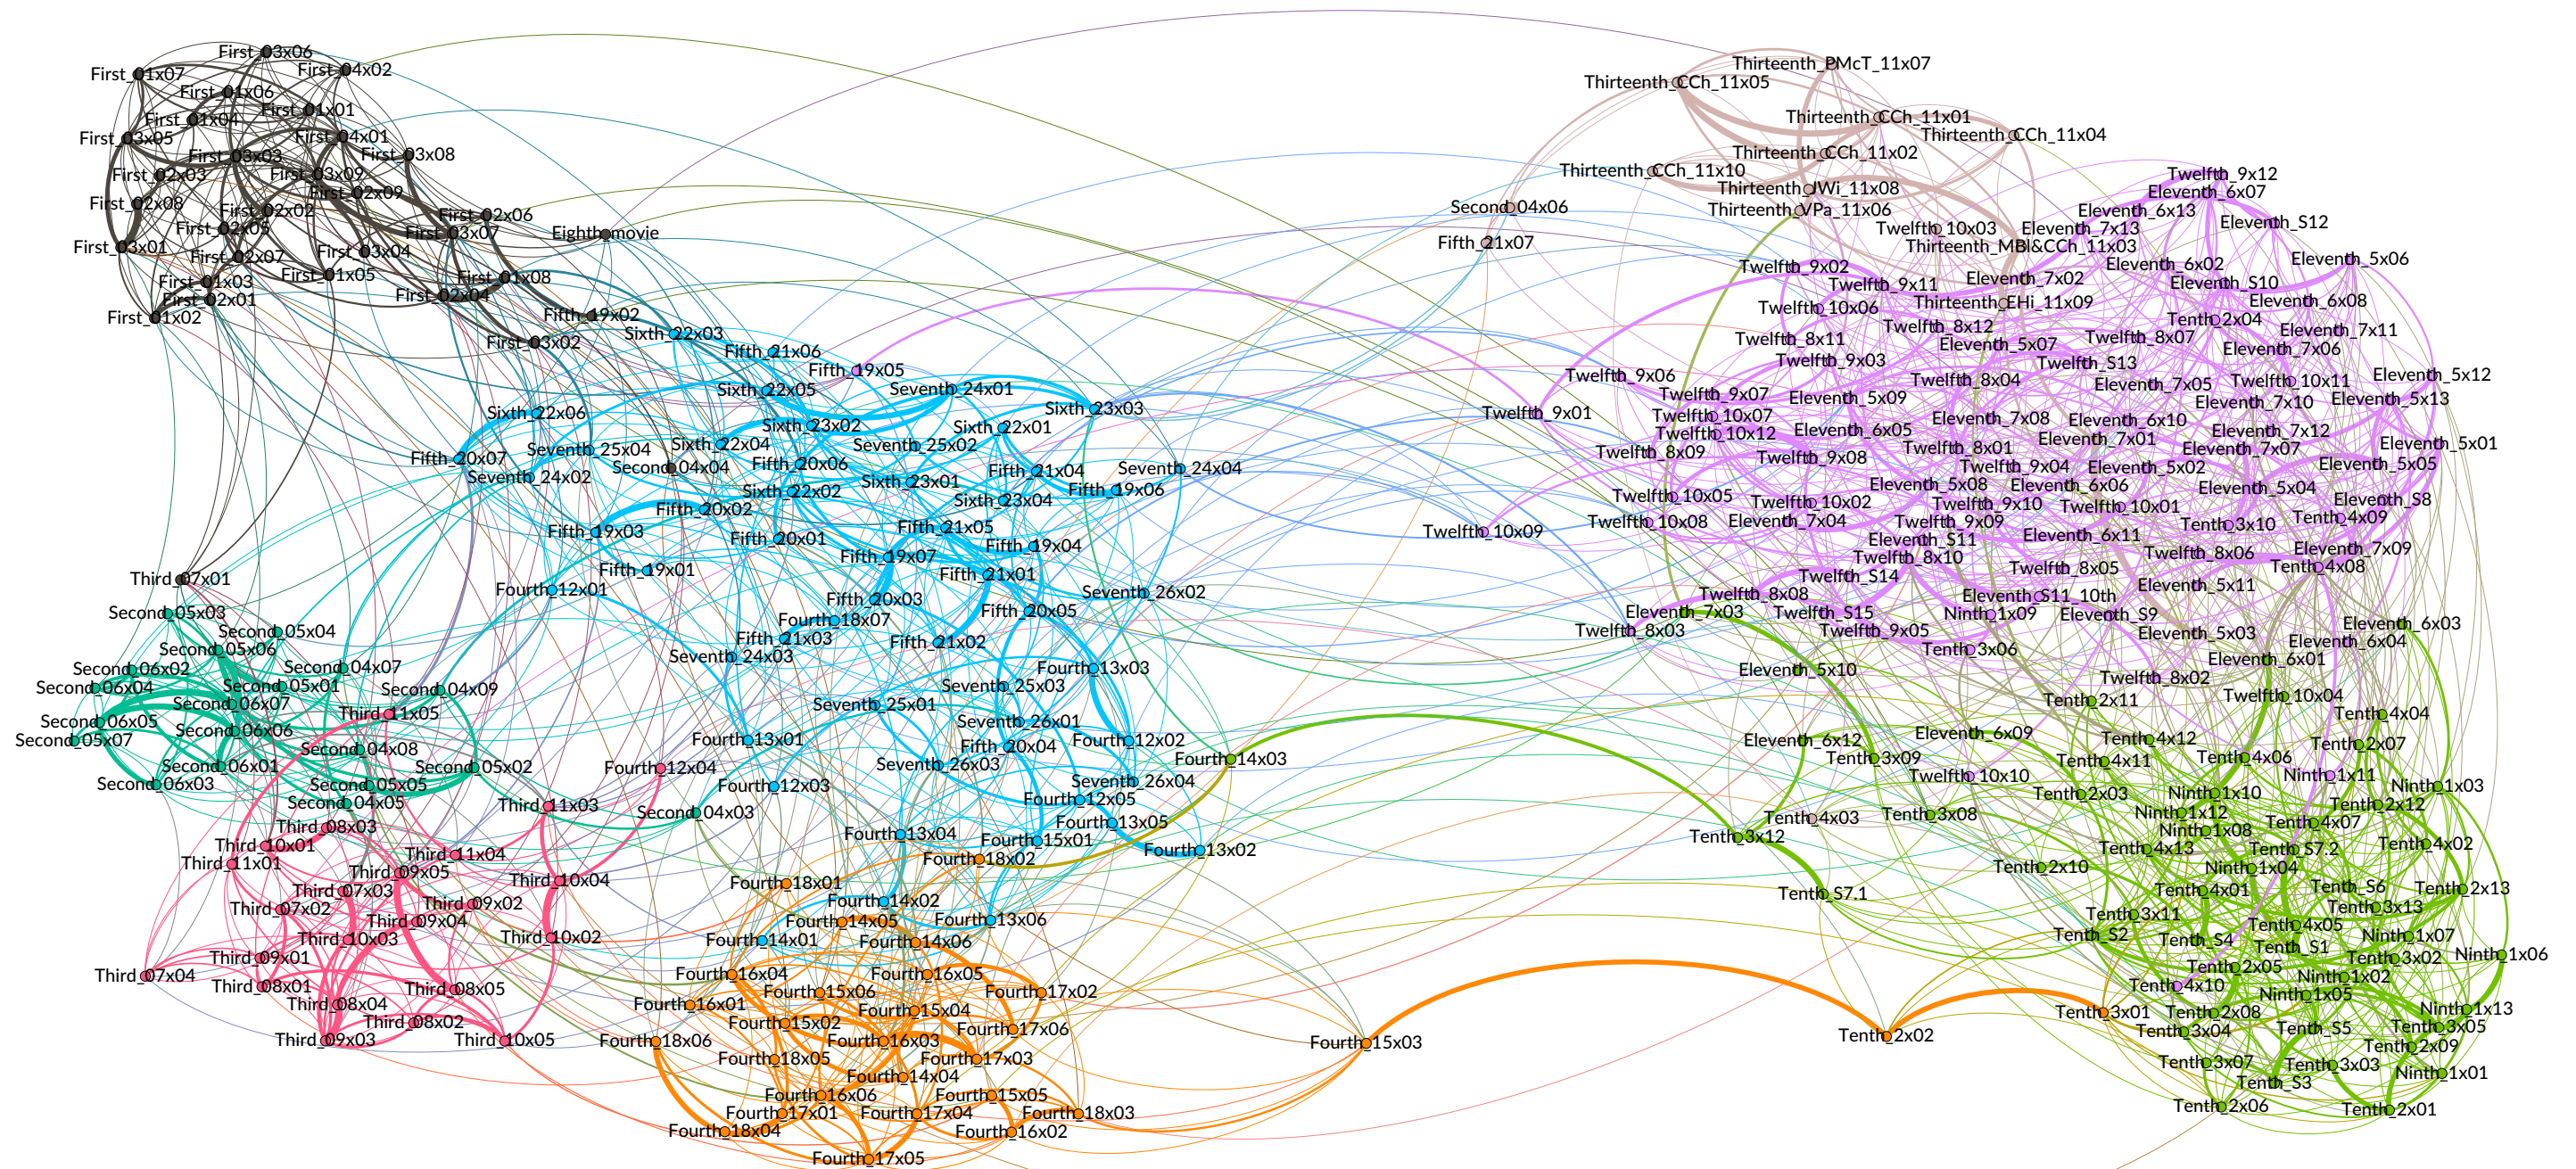 First_03x06
First_01x07
First_04x02
First_01x06
First_01x01
First_01x04
First_03x05
First_04x01
First_03x03
First_03x08
First_02x03
First_03x09
First_02x09
First_02x08
First_02x02
First_02x06
First_02x05
First_03x07
Eighth_movie
First_03x01
First_03x04
First_02x07
First_01x05
First_01x08
First_01x03
First_02x04
First_02x01
First_01x02
Fifth_19x02
First_03x02
Thirteenth_PMcT_11x07
Thirteenth_CCh_11x05
Thirteenth_CCh_11x01
Thirteenth_CCh_11x04
Thirteenth_CCh_11x02
Thirteenth_CCh_11x10
Thirteenth_JWi_11x08
Second_04x06
Thirteenth_VPa_11x06
Fifth_21x07
Twelfth_10x03
Thirteenth_MBl&CCh_11x03
Twelfth_9x12
Eleventh_6x07
Eleventh_6x13
Eleventh_S12
Eleventh_7x13
Twelfth_9x02
Eleventh_6x02
Eleventh_5x06
Twelfth_9x11
Eleventh_7x02
Eleventh_S10
Twelfth_10x06
Thirteenth_EHi_11x09
Eleventh_6x08
Twelfth_8x12
Tenth_2x04
Eleventh_7x11
Twelfth_8x11
Eleventh_5x07
Twelfth_8x07
Eleventh_7x06
Twelfth_9x03
Twelfth_S13
Twelfth_9x06
Twelfth_8x04
Eleventh_7x05
Twelfth_10x11
Eleventh_5x12
Twelfth_9x07
Eleventh_5x09
Eleventh_7x10
Eleventh_5x13
Twelfth_9x01
Twelfth_10x07
Eleventh_7x08
Eleventh_6x10
Twelfth_10x12
Eleventh_6x05
Eleventh_7x01
Eleventh_7x12
Eleventh_5x01
Twelfth_8x09
Twelfth_9x08
Twelfth_8x01
Eleventh_7x07
Twelfth_9x04
Eleventh_5x02
Eleventh_5x05
Eleventh_5x08
Eleventh_6x06
Eleventh_5x04
Twelfth_10x05
Twelfth_10x02
Twelfth_9x10
Twelfth_10x01
Eleventh_S8
Twelfth_10x09
Twelfth_10x08
Eleventh_7x04
Twelfth_9x09
Tenth_3x10
Tenth_4x09
Eleventh_S11
Eleventh_6x11
Twelfth_8x10
Twelfth_8x06
Eleventh_7x09
Twelfth_S14
Twelfth_8x05
Tenth_4x08
Twelfth_8x08
Eleventh_S11_10th
Eleventh_5x11
Eleventh_7x03
Twelfth_S15
Ninth_1x09
Eleventh_S9
Twelfth_8x03
Twelfth_9x05
Eleventh_5x03
Eleventh_6x03
Eleventh_6x04
Tenth_3x06
Eleventh_6x01
Eleventh_5x10
Twelfth_8x02
Sixth_22x03
Fifth_21x06
Fifth_19x05
Sixth_22x05
Seventh_24x01
Sixth_22x06
Sixth_23x03
Sixth_23x02
Sixth_22x01
Sixth_22x04
Seventh_25x04
Seventh_25x02
Fifth_20x07
Second_04x04
Fifth_20x06
Fifth_21x04
Seventh_24x04
Seventh_24x02
Sixth_23x01
Sixth_22x02
Fifth_19x06
Sixth_23x04
Fifth_20x02
Fifth_19x03
Fifth_20x01
Fifth_21x05
Fifth_19x04
Fifth_19x07
Fifth_19x01
Fifth_21x01
Fourth_12x01
Fifth_20x03
Seventh_26x02
Fifth_20x05
Fourth_18x07
Fifth_21x03
Fifth_21x02
Seventh_24x03
Fourth_13x03
Seventh_25x03
Seventh_25x01
Seventh_26x01
Fourth_13x01
Fifth_20x04
Fourth_12x02
Fourth_14x03
Seventh_26x03
Fourth_12x03
Seventh_26x04
Fourth_12x05
Fourth_13x05
Fourth_13x04
Fourth_15x01
Fourth_13x02
Fourth_18x02
Third_07x01
Second_05x03
Second_05x04
Second_05x06
Second_06x02
Second_04x07
Second_06x04
Second_05x01
Second_04x09
Second_06x07
Third_11x05
Second_06x05
Second_06x06
Second_05x07
Second_04x08
Second_06x01
Second_05x02
Fourth_12x04
Second_06x03
Second_05x05
Second_04x05
Third_11x03
Second_04x03
Third_08x03
Third_10x01
Third_11x01
Third_11x04
Third_09x05
Third_10x04
Third_07x03
Third_07x02
Third_09x02
Third_09x04
Third_10x03
Third_10x02
Third_09x01
Third_07x04
Third_08x01
Third_08x05
Third_08x04
Third_08x02
Third_09x03
Third_10x05
Fourth_18x01
Fourth_14x02
Fourth_14x05
Fourth_13x06
Fourth_14x01
Fourth_14x06
Fourth_16x04
Fourth_16x05
Fourth_15x06
Fourth_17x02
Fourth_16x01
Fourth_15x04
Fourth_15x02
Fourth_17x06
Fourth_18x06
Fourth_16x03
Fourth_15x03
Fourth_18x05
Fourth_17x03
Fourth_14x04
Fourth_16x06
Fourth_15x05
Fourth_17x01
Fourth_17x04
Fourth_18x03
Fourth_18x04
Fourth_16x02
Fourth_17x05
Tenth_2x11
Twelfth_10x04
Tenth_4x04
Eleventh_6x12
Eleventh_6x09
Tenth_4x12
Tenth_2x07
Tenth_3x09
Tenth_4x11
Tenth_4x06
Twelfth_10x10
Ninth_1x11
Tenth_2x03
Ninth_1x10
Ninth_1x03
Tenth_4x03
Tenth_3x08
Ninth_1x12
Tenth_2x12
Tenth_3x12
Ninth_1x08
Tenth_4x07
Tenth_4x13
Tenth_S7.2
Tenth_4x02
Tenth_2x10
Ninth_1x04
Tenth_S7.1
Tenth_4x01
Tenth_S6
Tenth_2x13
Tenth_3x11
Tenth_3x13
Tenth_4x05
Tenth_S2
Tenth_S4
Tenth_S1
Ninth_1x07
Ninth_1x06
Tenth_3x02
Tenth_2x05
Ninth_1x02
Tenth_4x10
Ninth_1x05
Tenth_3x01
Tenth_2x08
Ninth_1x13
Tenth_2x02
Tenth_3x04
Tenth_S5
Tenth_3x05
Tenth_2x09
Tenth_3x07
Tenth_3x03
Ninth_1x01
Tenth_S3
Tenth_2x06
Tenth_2x01